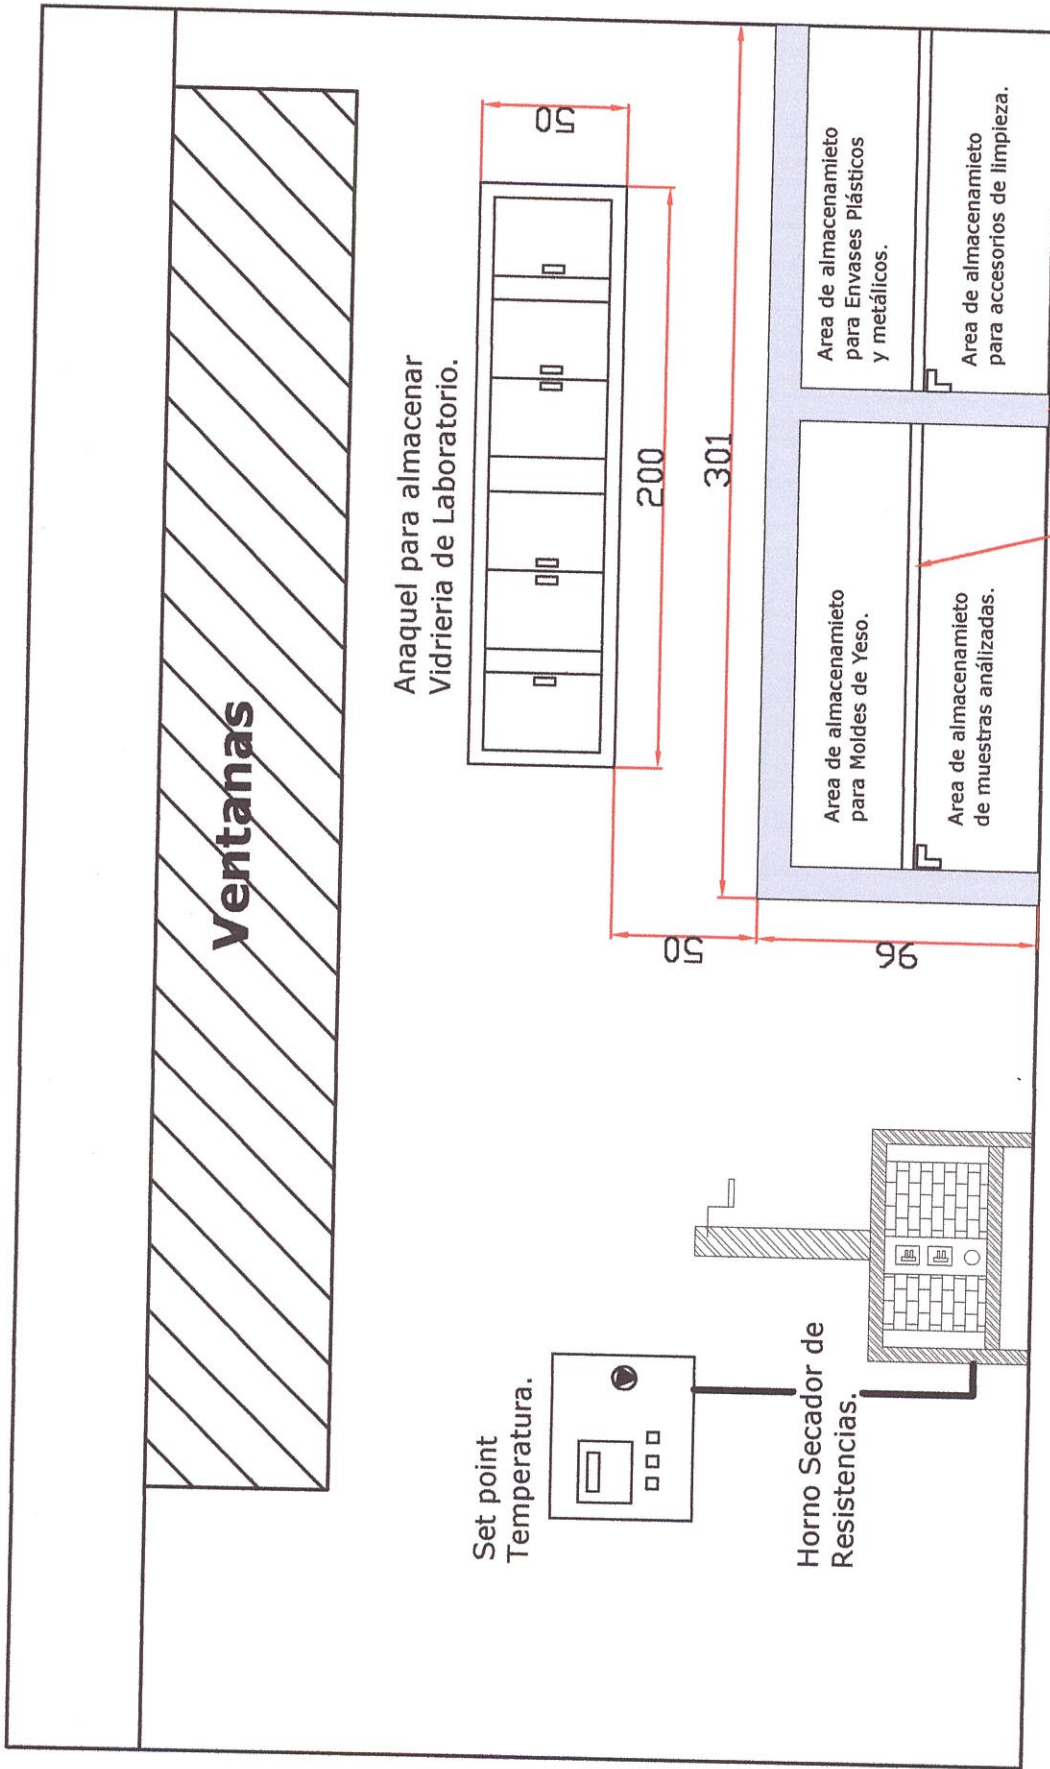 Ventanas
Anaquel para almacenar
Vidrieria de Laboratorio.
50
200
301
50
96
Set point
Temperatura.
Horno Secador de
Resistencias.
Area de almacenamieto
para Moldes de Yeso.
Area de almacenamieto
para Envases Plásticos
y metálicos.
Area de almacenamieto
de muestras análizadas.
Area de almacenamieto
para accesorios de limpieza.